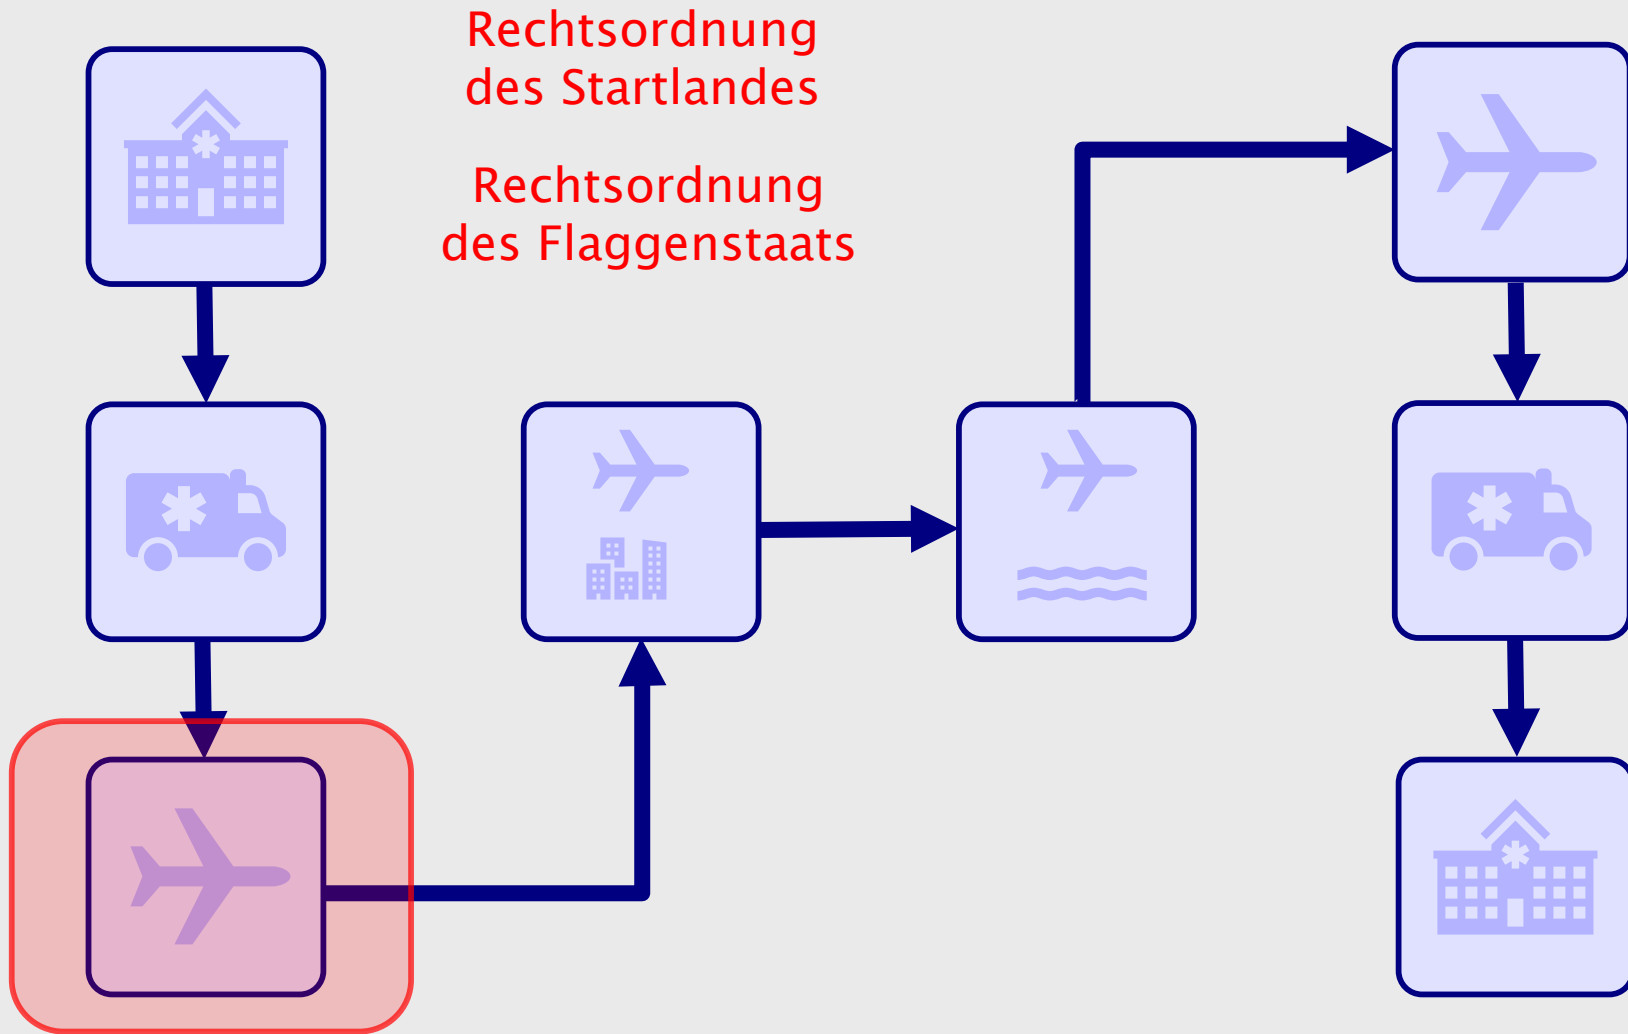 Rechtsordnung
des Startlandes
Rechtsordnung
des Flaggenstaats